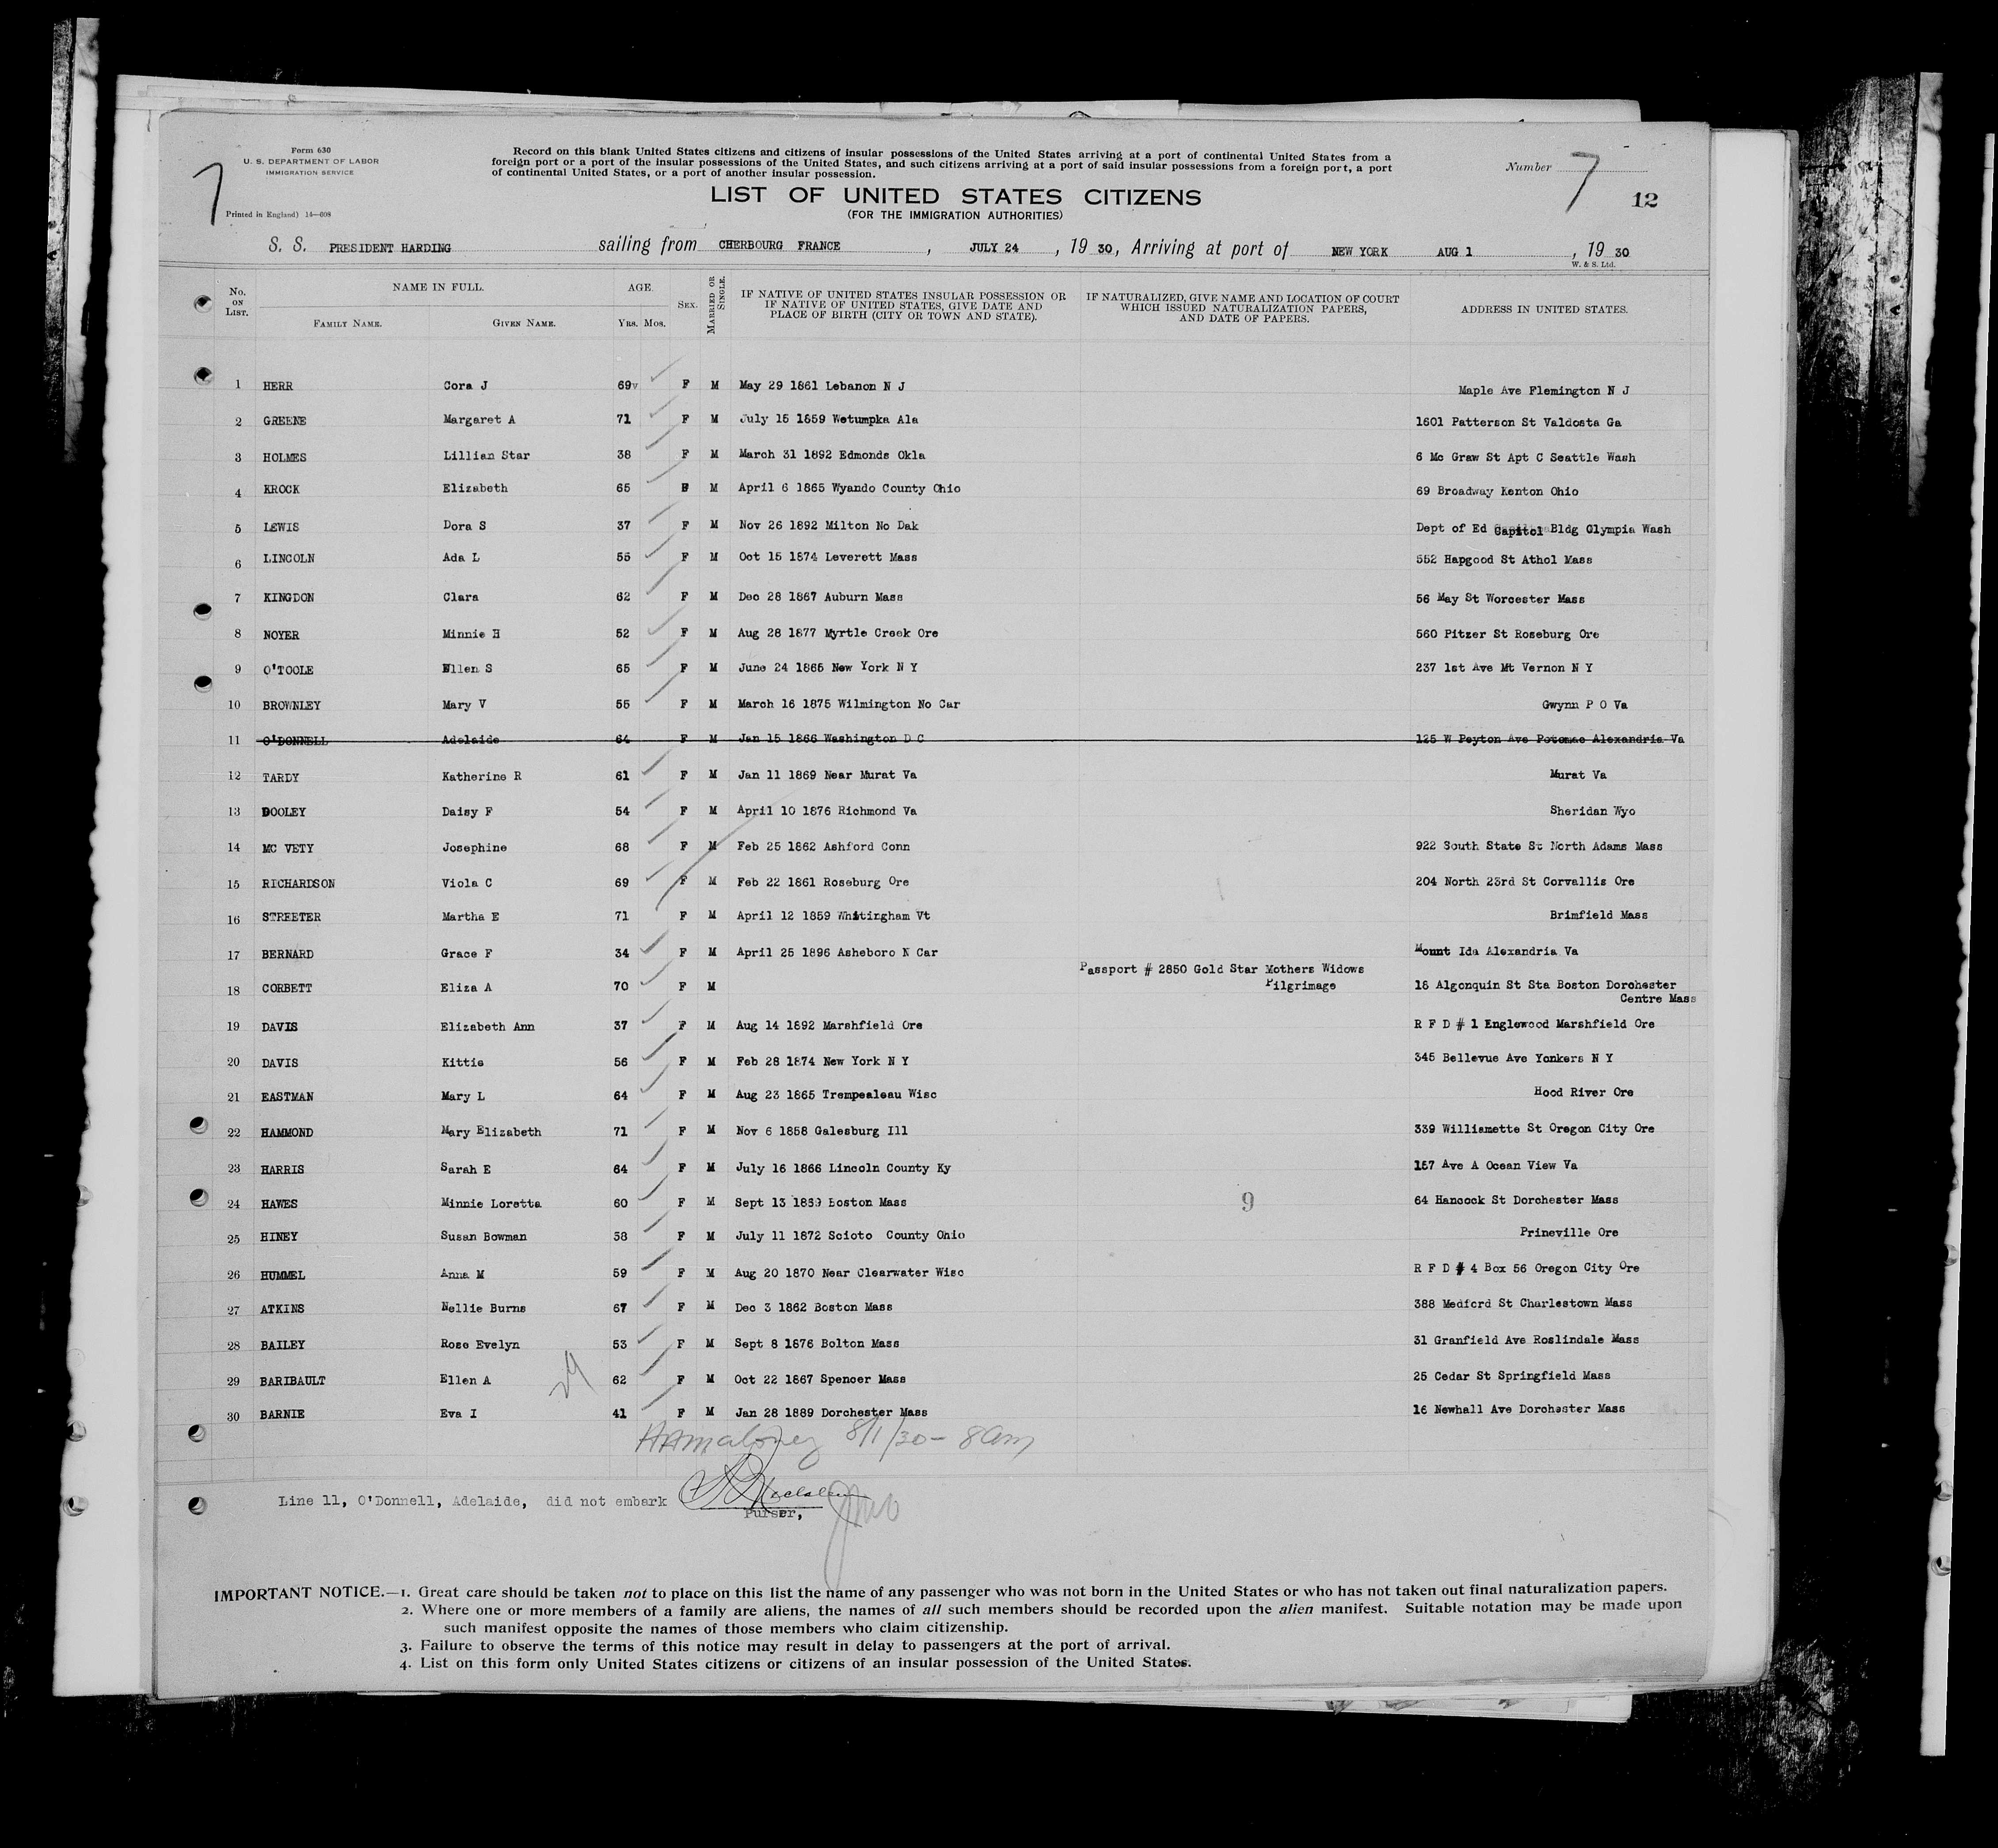 Form 630
U. S. DEPARTMENT OF LABOR
IMMIGRATION SERVICE
Printed in England) 14—608
7
Record on this blank United States citizens and citizens of insular possessions of the United States arriving at a port of continental United States from a
foreign port or a port of the insular possessions of the United States, and such citizens arriving at a port of said insular possessions from a foreign port, a port
of continental United States, or a port of another insular possession.
Number 7
12
LIST OF UNITED STATES CITIZENS
(FOR THE IMMIGRATION AUTHORITIES)
S. S. PRESIDENT HARDING sailing from CHERBOURG FRANCE, JULY 24, 19 30, Arriving at port of NEW YORK AUG 1, 19 30
W. & S. Ltd.
No. ON LIST. NAME IN FULL. FAMILY NAME. GIVEN NAME. AGE. YRS. MOS. SEX. MARRIED OR SINGLE. IF NATIVE OF UNITED STATES INSULAR POSSESSION OR IF NATIVE OF UNITED STATES, GIVE DATE AND PLACE OF BIRTH (CITY OR TOWN AND STATE). IF NATURALIZED, GIVE NAME AND LOCATION OF COURT WHICH ISSUED NATURALIZATION PAPERS, AND DATE OF PAPERS. ADDRESS IN UNITED STATES.
1 HERR Cora J 69 F M May 29 1861 Lebanon N J Maple Ave Flemington N J
2 GREENE Margaret A 71 F M July 15 1859 Wetumpka Ala 1601 Patterson St Valdosta Ga
3 HOLMES Lillian Star 38 F M March 31 1892 Edmonds Okla 6 Mc Graw St Apt C Seattle Wash
4 KROCK Elizabeth 65 F M April 6 1865 Wyando County Ohio 69 Broadway Kenton Ohio
5 LEWIS Dora S 37 F M Nov 26 1892 Milton No Dak Dept of Ed Capitol Bldg Olympia Wash
6 LINCOLN Ada L 55 F M Oct 15 1874 Leverett Mass 552 Hapgood St Athol Mass
7 KINGDON Clara 62 F M Dec 28 1867 Auburn Mass 56 May St Worcester Mass
8 NOYER Minnie H 52 F M Aug 28 1877 Myrtle Creek Ore 560 Pitzer St Roseburg Ore
9 O'TOOLE Ellen S 65 F M June 24 1865 New York N Y 237 1st Ave Mt Vernon N Y
10 BROWNLEY Mary V 55 F M March 16 1875 Wilmington No Car Gwynn P O Va
11 O'DONNELL Adelaide 64 F M Jan 15 1866 Washington D C 125 W Peyton Ave Potomac Alexandria Va
12 TARDY Katherine R 61 F M Jan 11 1869 Near Murat Va Murat Va
13 DOOLEY Daisy F 54 F M April 10 1876 Richmond Va Sheridan Wyo
14 MC VETY Josephine 68 F M Feb 25 1862 Ashford Conn 922 South State St North Adams Mass
15 RICHARDSON Viola C 69 F M Feb 22 1861 Roseburg Ore 204 North 23rd St Corvallis Ore
16 STREETER Martha E 71 F M April 12 1859 Whitingham Vt Brimfield Mass
17 BERNARD Grace F 34 F M April 25 1896 Asheboro N Car Mount Ida Alexandria Va
Passport # 2850 Gold Star Mothers Widows
18 CORBETT Eliza A 70 F M Pilgrimage 18 Algonquin St Sta Boston Dorchester
Centre Mass
19 DAVIS Elizabeth Ann 37 F M Aug 14 1892 Marshfield Ore R F D # 1 Englewood Marshfield Ore
20 DAVIS Kittie 56 F M Feb 28 1874 New York N Y 345 Bellevue Ave Yonkers N Y
21 EASTMAN Mary L 64 F M Aug 23 1865 Trempealeau Wisc Hood River Ore
22 HAMMOND Mary Elizabeth 71 F M Nov 6 1858 Galesburg Ill 339 Williamette St Oregon City Ore
23 HARRIS Sarah E 64 F M July 16 1866 Lincoln County Ky 157 Ave A Ocean View Va
24 HAWES Minnie Loretta 60 F M Sept 13 1869 Boston Mass 9 64 Hancock St Dorchester Mass
25 HINEY Susan Bowman 58 F M July 11 1872 Scioto County Ohio Prineville Ore
26 HUMMEL Anna M 59 F M Aug 20 1870 Near Clearwater Wisc R F D # 4 Box 56 Oregon City Ore
27 ATKINS Nellie Burns 67 F M Dec 3 1862 Boston Mass 388 Medford St Charlestown Mass
28 BAILEY Rose Evelyn 53 F M Sept 8 1876 Bolton Mass 31 Granfield Ave Roslindale Mass
29 BARIBAULT Ellen A 62 F M Oct 22 1867 Spencer Mass 25 Cedar St Springfield Mass
30 BARNIE Eva I 41 F M Jan 28 1889 Dorchester Mass 16 Newhall Ave Dorchester Mass
29
HAMaloney 8/1/30 - 8am
Line 11, O'Donnell, Adelaide, did not embark
Purser,
IMPORTANT NOTICE.—1. Great care should be taken not to place on this list the name of any passenger who was not born in the United States or who has not taken out final naturalization papers.
2. Where one or more members of a family are aliens, the names of all such members should be recorded upon the alien manifest. Suitable notation may be made upon
such manifest opposite the names of those members who claim citizenship.
3. Failure to observe the terms of this notice may result in delay to passengers at the port of arrival.
4. List on this form only United States citizens or citizens of an insular possession of the United States.